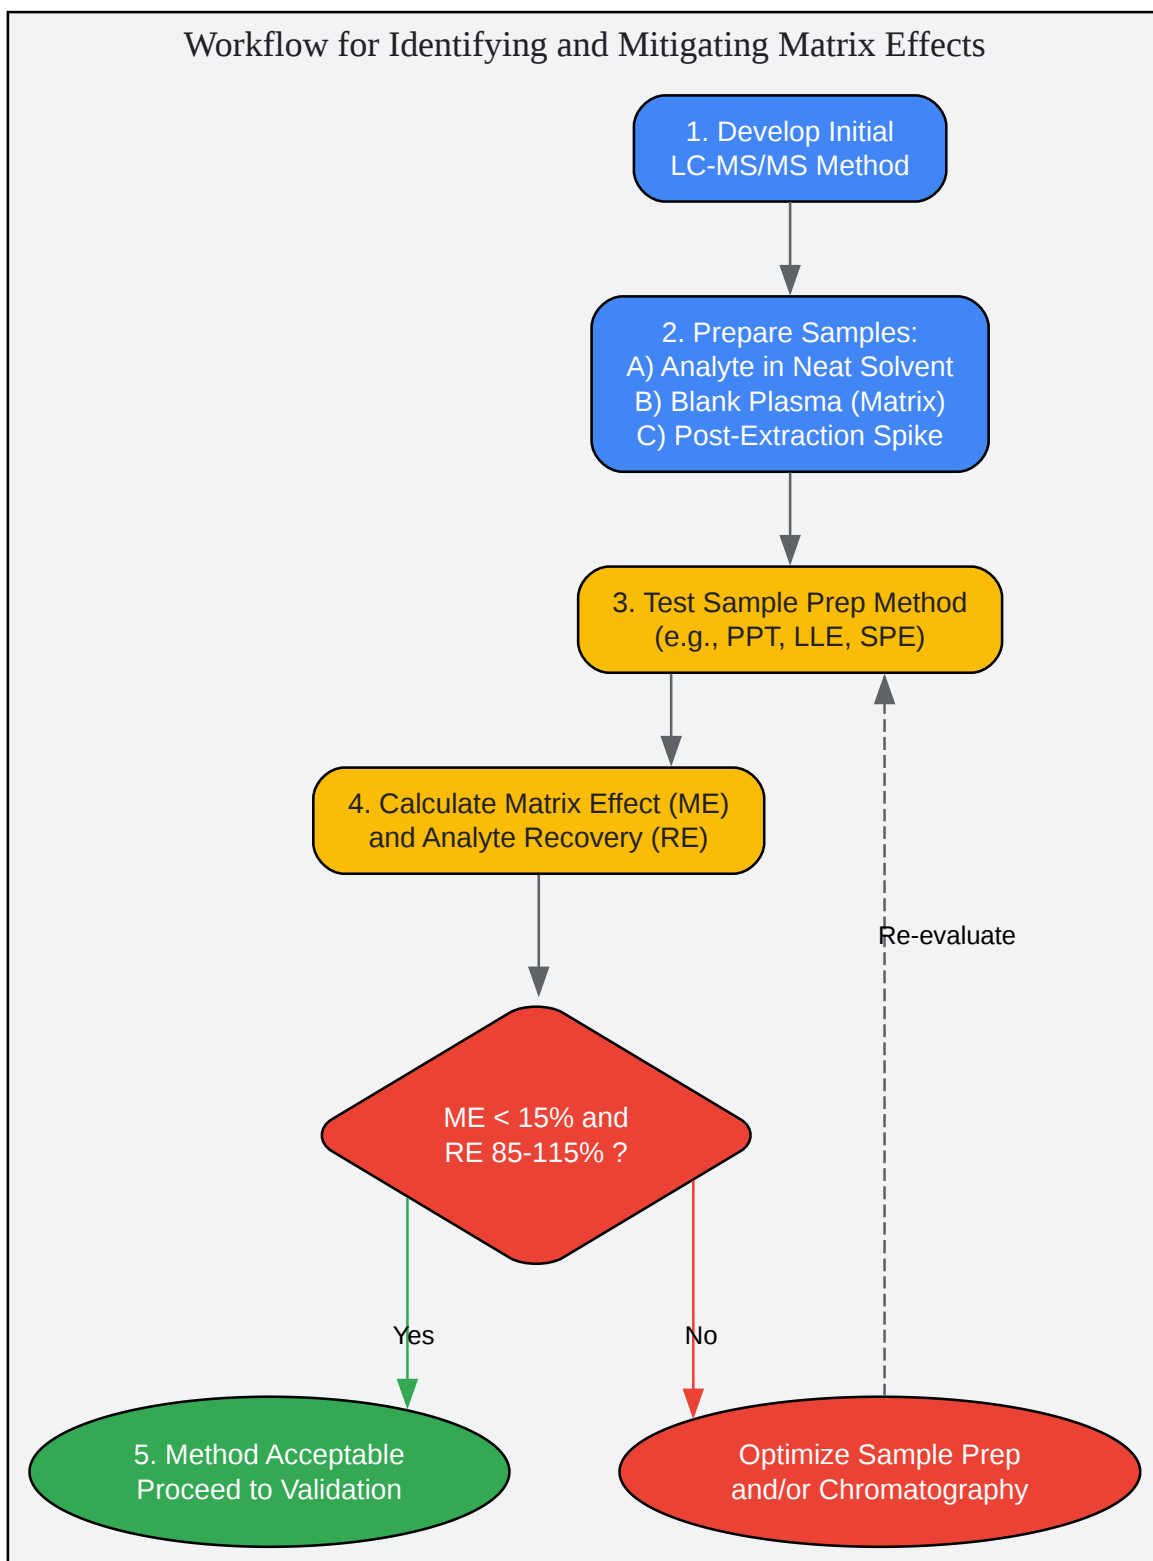 Workflow for Identifying and Mitigating Matrix Effects
1. Develop Initial
LC-MS/MS Method
2. Prepare Samples:
A) Analyte in Neat Solvent
B) Blank Plasma (Matrix)
C) Post-Extraction Spike
3. Test Sample Prep Method
(e.g., PPT, LLE, SPE)
4. Calculate Matrix Effect (ME)
and Analyte Recovery (RE)
Re-evaluate
ME < 15% and
RE 85-115% ?
Yes
No
5. Method Acceptable
Proceed to Validation
Optimize Sample Prep
and/or Chromatography